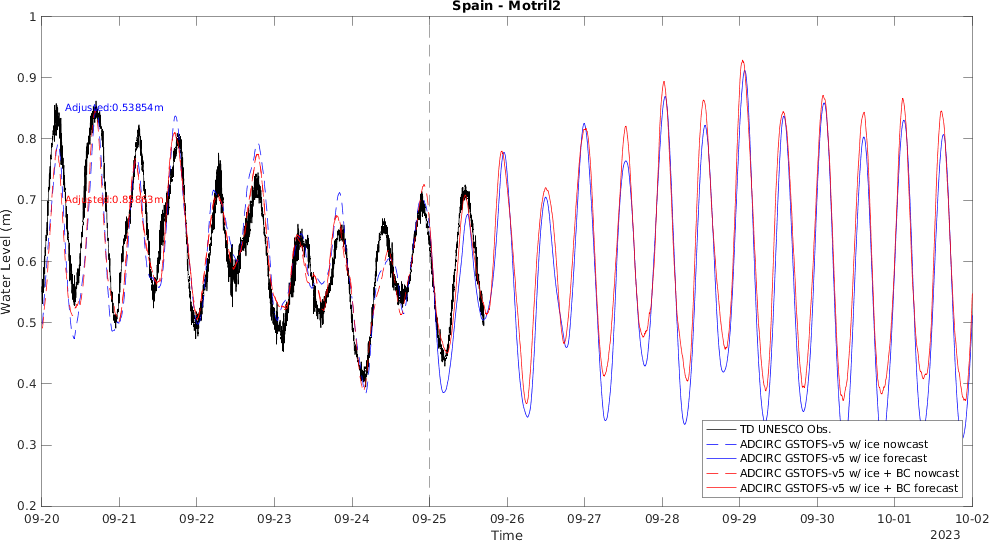 Spain - Motril2
1
0.9
0.8
0.7
0.6
0.5
0.4
0.3
0.2
Water Level (m)
Adjusted:0.53854m
09-20
09-21
09-22
09-23
09-24
09-25
09-26
09-27
09-28
09-29
09-30
10-01
10-02
Time
2023
TD UNESCO Obs.
ADCIRC GSTOFS-v5 w/ ice nowcast
ADCIRC GSTOFS-v5 w/ ice forecast
ADCIRC GSTOFS-v5 w/ ice + BC nowcast
ADCIRC GSTOFS-v5 w/ ice + BC forecast